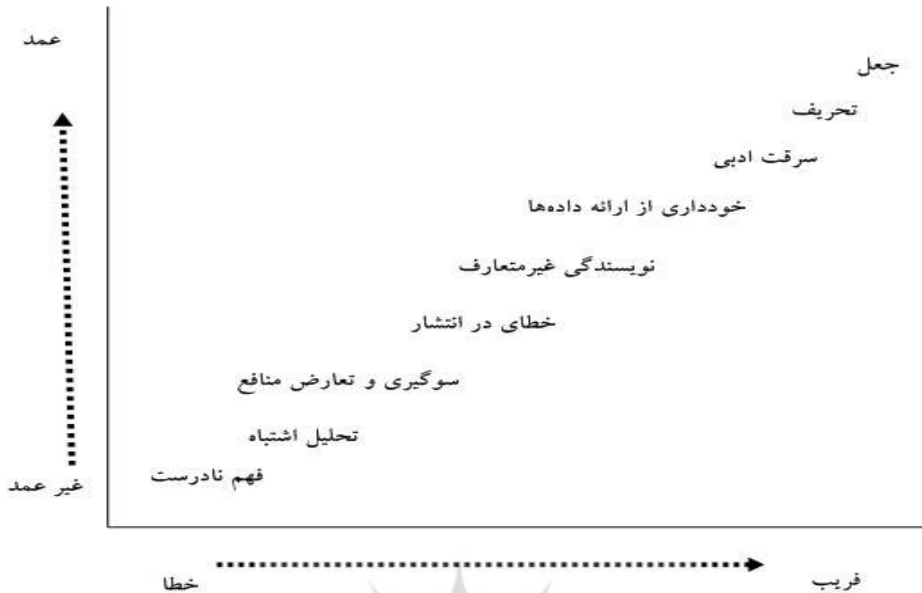 عمد
جعل
تحریف
سرقت ادبی
خودداری از ارائه داده‌ها
نویسندگی غیرمتعارف
خطای در انتشار
سوگیری و تعارض منافع
تحلیل اشتباه
فهم نادرست
غیر عمد
خطا
فریب